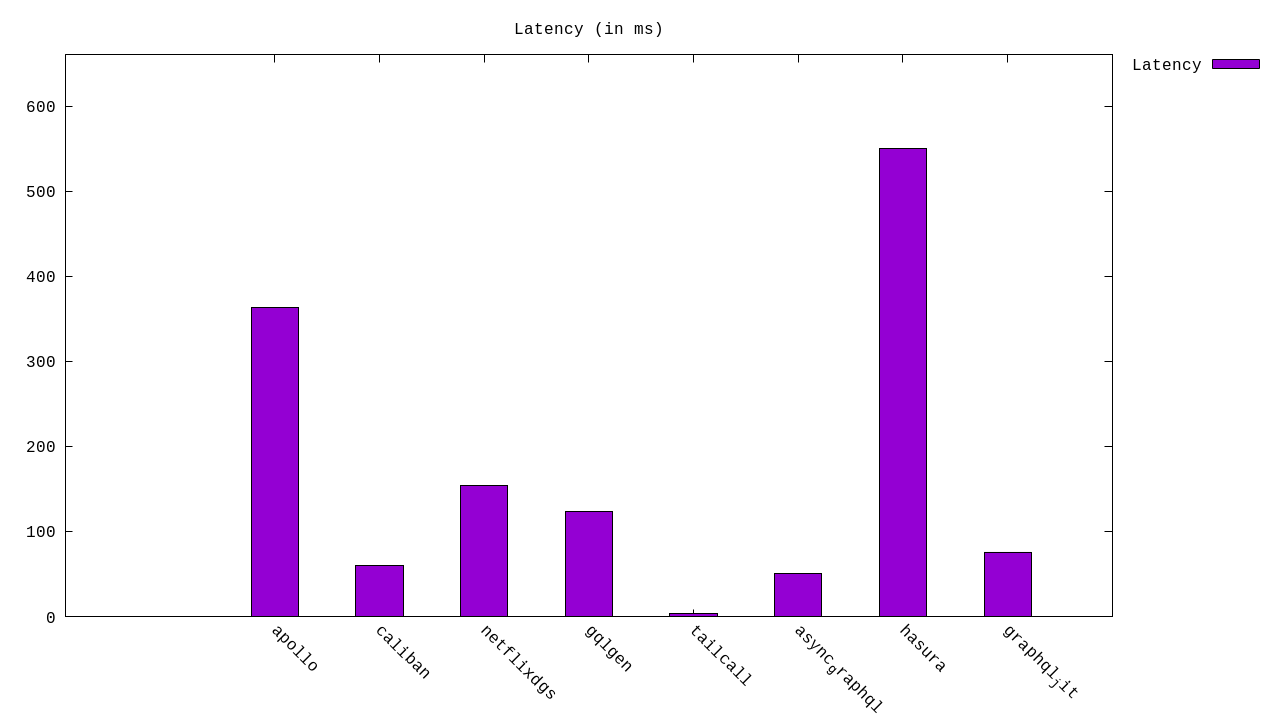 Latency (in ms)
Latency
600
500
400
300
200
100
0
apollo
caliban
netflixdgs
gqlgen
tailcall
async_graphql
hasura
graphql_jit